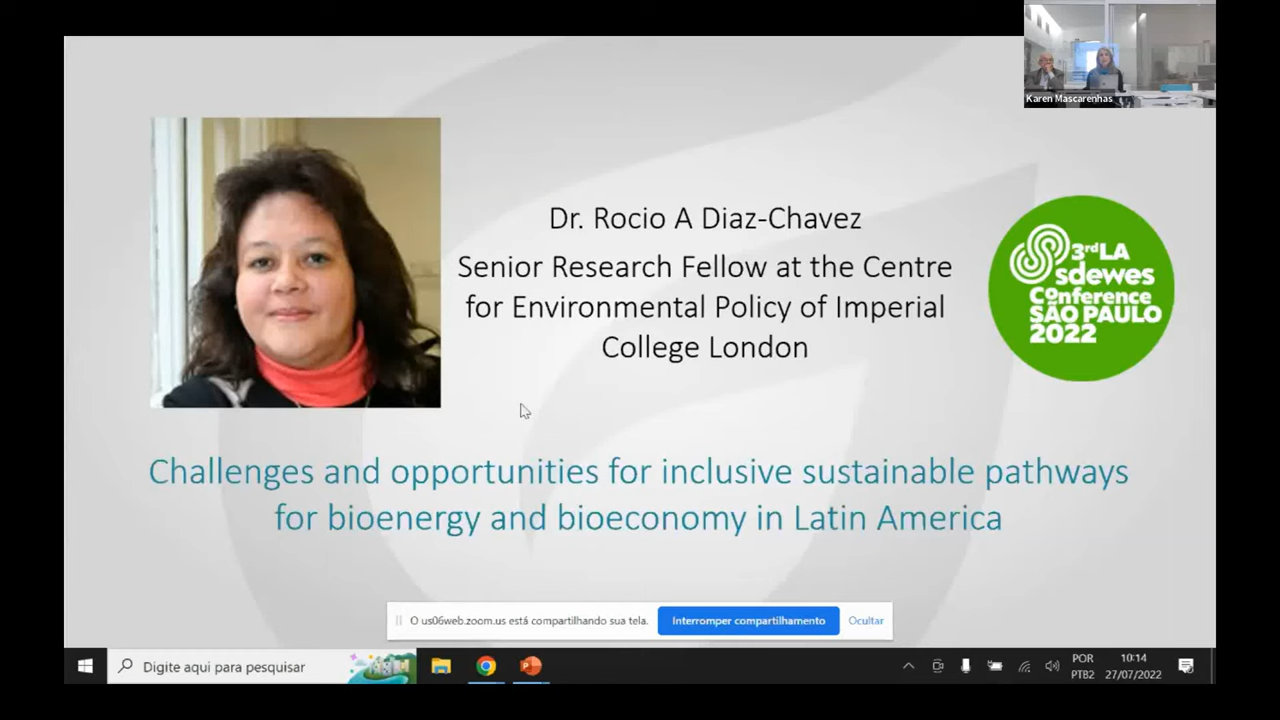 Karen Mascarenhas
Dr. Rocio A Diaz-Chavez
Senior Research Fellow at the Centre
for Environmental Policy of Imperial
College London
3rd LA
sdewes
Conference
SÃO PAULO
2022
Challenges and opportunities for inclusive sustainable pathways
for bioenergy and bioeconomy in Latin America
O us06web.zoom.us está compartilhando sua tela.
Interromper compartilhamento
Ocultar
Digite aqui para pesquisar
POR
PTB2
10:14
27/07/2022